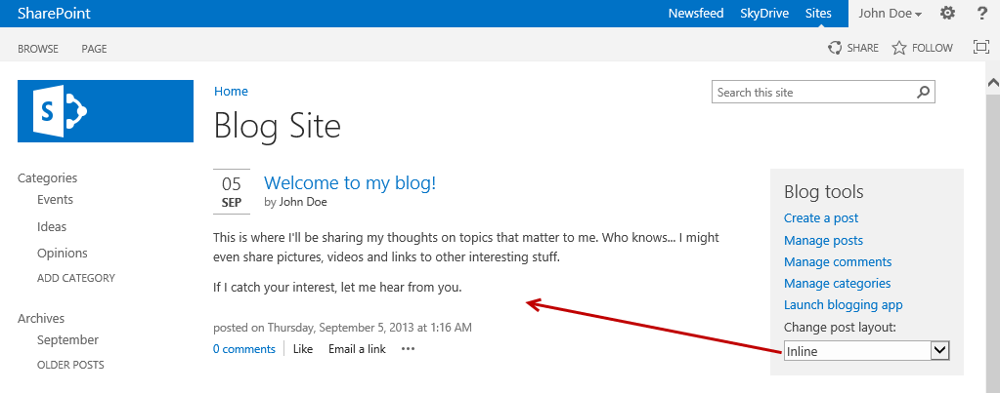 SharePoint
Newsfeed SkyDrive Sites John Doe ?
BROWSE PAGE
SHARE FOLLOW
S
Home
Search this site
Blog Site
Categories
Events
Ideas
Opinions
ADD CATEGORY
Archives
September
OLDER POSTS
05
SEP
Welcome to my blog!
by John Doe
This is where I'll be sharing my thoughts on topics that matter to me. Who knows... I might
even share pictures, videos and links to other interesting stuff.
If I catch your interest, let me hear from you.
posted on Thursday, September 5, 2013 at 1:16 AM
0 comments Like Email a link ···
Blog tools
Create a post
Manage posts
Manage comments
Manage categories
Launch blogging app
Change post layout:
Inline